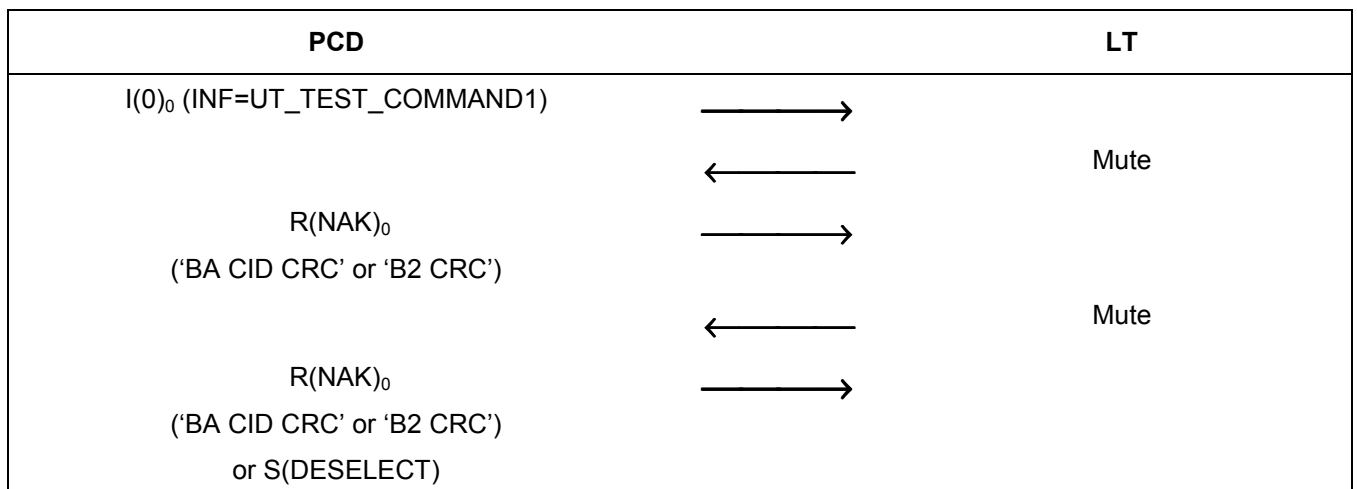 PCD LT
I(0)₀ (INF=UT_TEST_COMMAND1)
Mute
R(NAK)₀
(‘BA CID CRC’ or ‘B2 CRC’)
Mute
R(NAK)₀
(‘BA CID CRC’ or ‘B2 CRC’)
or S(DESELECT)